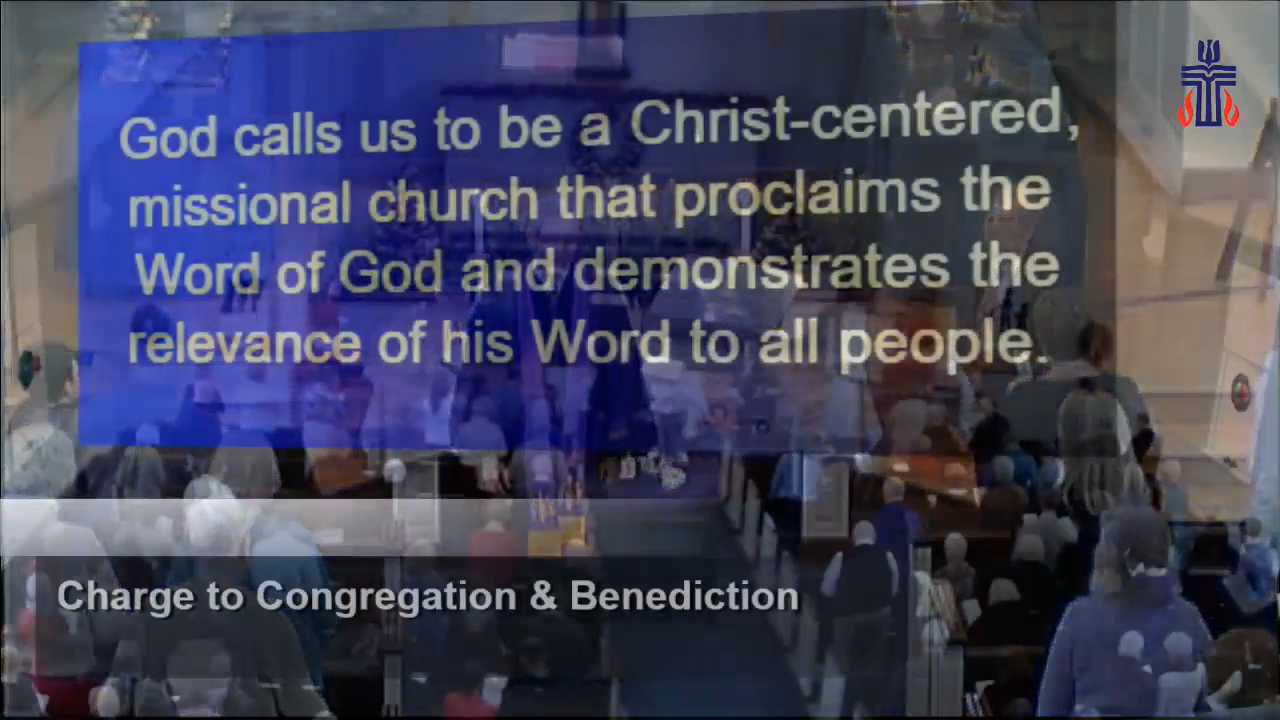 God calls us to be a Christ-centered,
missional church that proclaims the
Word of God and demonstrates the
relevance of his Word to all people.
Charge to Congregation & Benediction